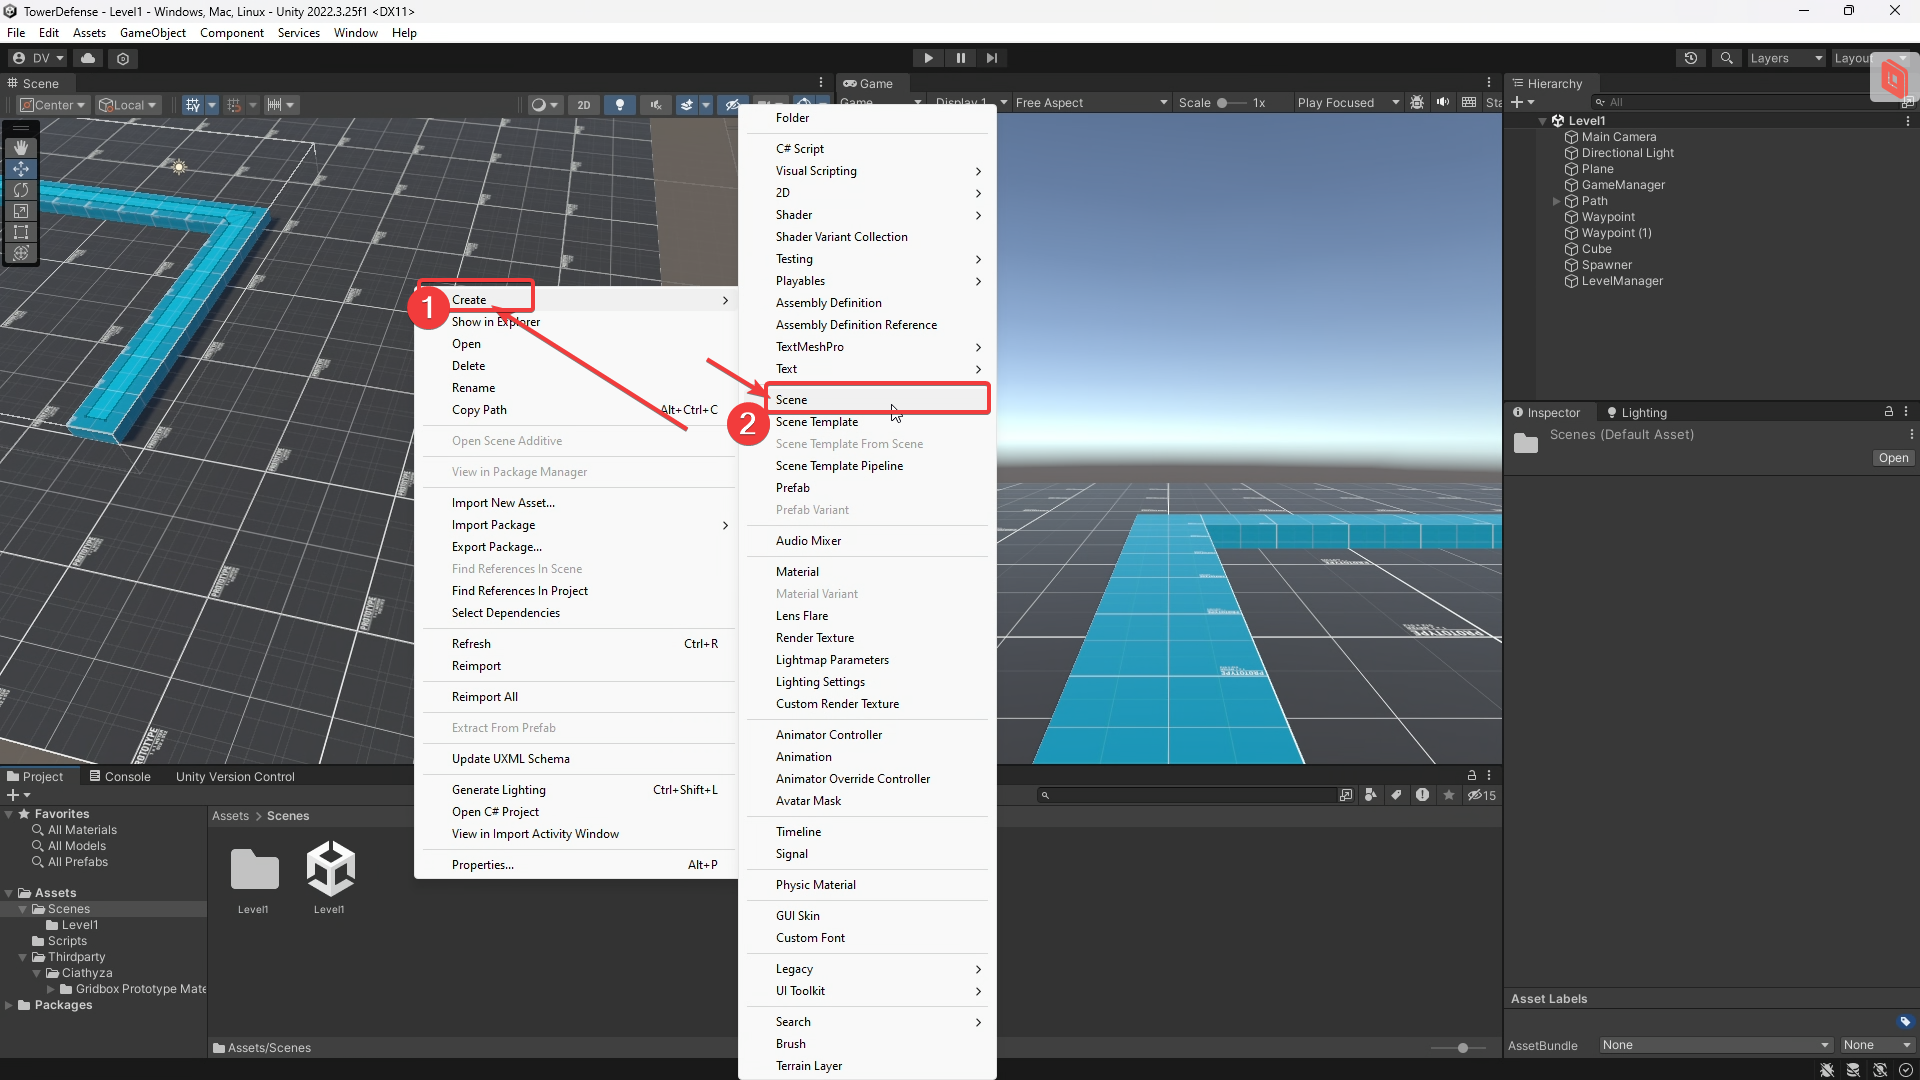 TowerDefense - Level1 - Windows, Mac, Linux - Unity 2022.3.25f1 <DX11>
File Edit Assets GameObject Component Services Window Help
DV
Layers
Layou
Scene
Center
Local
2D
Game
Game
Display 1
Free Aspect
Scale
1x
Play Focused
Sta
Hierarchy
All
Level1
Main Camera
Directional Light
Plane
GameManager
Path
Waypoint
Waypoint (1)
Cube
Spawner
LevelManager
1
Create
Show in Explorer
Open
Delete
Rename
Copy Path Alt+Ctrl+C
Open Scene Additive
View in Package Manager
Import New Asset...
Import Package
Export Package...
Find References In Scene
Find References In Project
Select Dependencies
Refresh Ctrl+R
Reimport
Reimport All
Extract From Prefab
Update UXML Schema
Generate Lighting Ctrl+Shift+L
Open C# Project
View in Import Activity Window
Properties... Alt+P
Folder
C# Script
Visual Scripting
2D
Shader
Shader Variant Collection
Testing
Playables
Assembly Definition
Assembly Definition Reference
TextMeshPro
Text
2
Scene
Scene Template
Scene Template From Scene
Scene Template Pipeline
Prefab
Prefab Variant
Audio Mixer
Material
Material Variant
Lens Flare
Render Texture
Lightmap Parameters
Lighting Settings
Custom Render Texture
Animator Controller
Animation
Animator Override Controller
Avatar Mask
Timeline
Signal
Physic Material
GUI Skin
Custom Font
Legacy
UI Toolkit
Search
Brush
Terrain Layer
PROTOTYPE
PROTOTYPE
PROTOTYPE
PROTOTYPE
Inspector
Lighting
Scenes (Default Asset)
Open
Project
Console
Unity Version Control
15
Favorites
All Materials
All Models
All Prefabs
Assets
Scenes
Level1
Scripts
Thirdparty
Ciathyza
Gridbox Prototype Mate
Packages
Assets > Scenes
Level1
Level1
Assets/Scenes
Asset Labels
AssetBundle
None
None